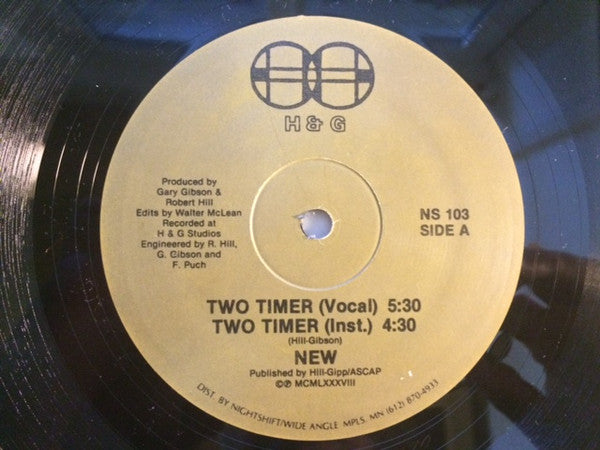 H & G
Produced by
Gary Gibson &
Robert Hill
Edits by Walter McLean
Recorded at
H & G Studios
Engineered by R. Hill,
G. Gibson and
F. Puch
NS 103
SIDE A
TWO TIMER (Vocal) 5:30
TWO TIMER (Inst.) 4:30
(Hill-Gibson)
NEW
Published by Hill-Gipp/ASCAP
©℗ MCMLXXXVIII
DIST. BY NIGHTSHIFT/WIDE ANGLE MPLS. MN (612) 870-4933